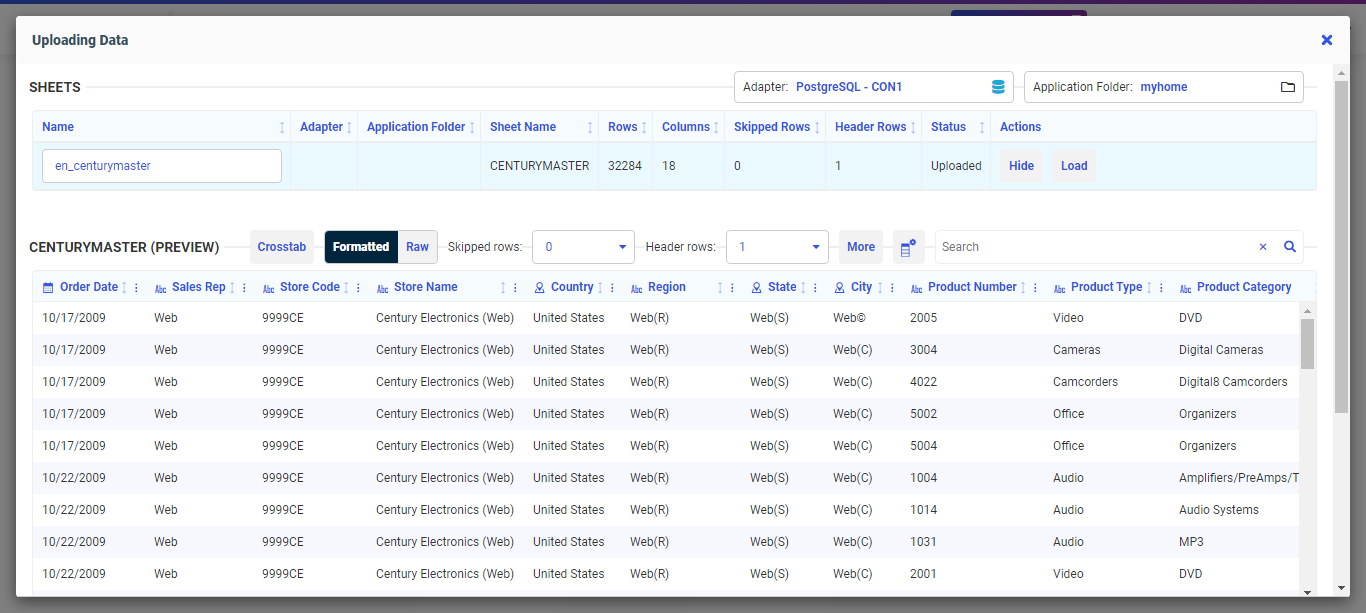 Uploading Data
SHEETS Adapter: PostgreSQL - CON1 Application Folder: myhome
Name Adapter Application Folder Sheet Name Rows Columns Skipped Rows Header Rows Status Actions
en_centurymaster CENTURYMASTER 32284 18 0 1 Uploaded Hide Load
CENTURYMASTER (PREVIEW) Crosstab Formatted Raw Skipped rows: 0 Header rows: 1 More Search
Order Date Abc Sales Rep Abc Store Code Abc Store Name Country Abc Region State City Abc Product Number Abc Product Type Abc Product Category
10/17/2009 Web 9999CE Century Electronics (Web) United States Web(R) Web(S) Web© 2005 Video DVD
10/17/2009 Web 9999CE Century Electronics (Web) United States Web(R) Web(S) Web(C) 3004 Cameras Digital Cameras
10/17/2009 Web 9999CE Century Electronics (Web) United States Web(R) Web(S) Web(C) 4022 Camcorders Digital8 Camcorders
10/17/2009 Web 9999CE Century Electronics (Web) United States Web(R) Web(S) Web(C) 5002 Office Organizers
10/17/2009 Web 9999CE Century Electronics (Web) United States Web(R) Web(S) Web(C) 5004 Office Organizers
10/22/2009 Web 9999CE Century Electronics (Web) United States Web(R) Web(S) Web(C) 1004 Audio Amplifiers/PreAmps/T
10/22/2009 Web 9999CE Century Electronics (Web) United States Web(R) Web(S) Web(C) 1014 Audio Audio Systems
10/22/2009 Web 9999CE Century Electronics (Web) United States Web(R) Web(S) Web(C) 1031 Audio MP3
10/22/2009 Web 9999CE Century Electronics (Web) United States Web(R) Web(S) Web(C) 2001 Video DVD